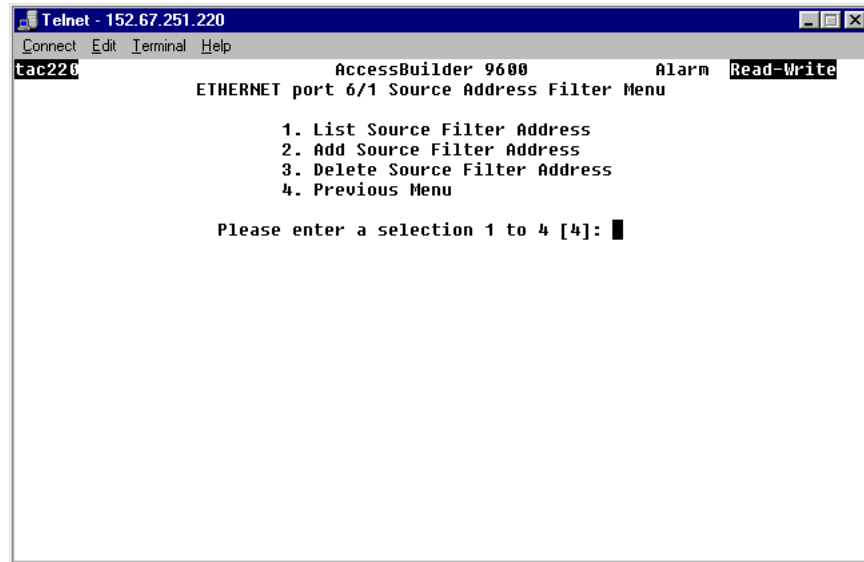 Telnet - 152.67.251.220
Connect Edit Terminal Help
tac220 AccessBuilder 9600 Alarm Read-Write
ETHERNET port 6/1 Source Address Filter Menu
1. List Source Filter Address
2. Add Source Filter Address
3. Delete Source Filter Address
4. Previous Menu
Please enter a selection 1 to 4 [4]: